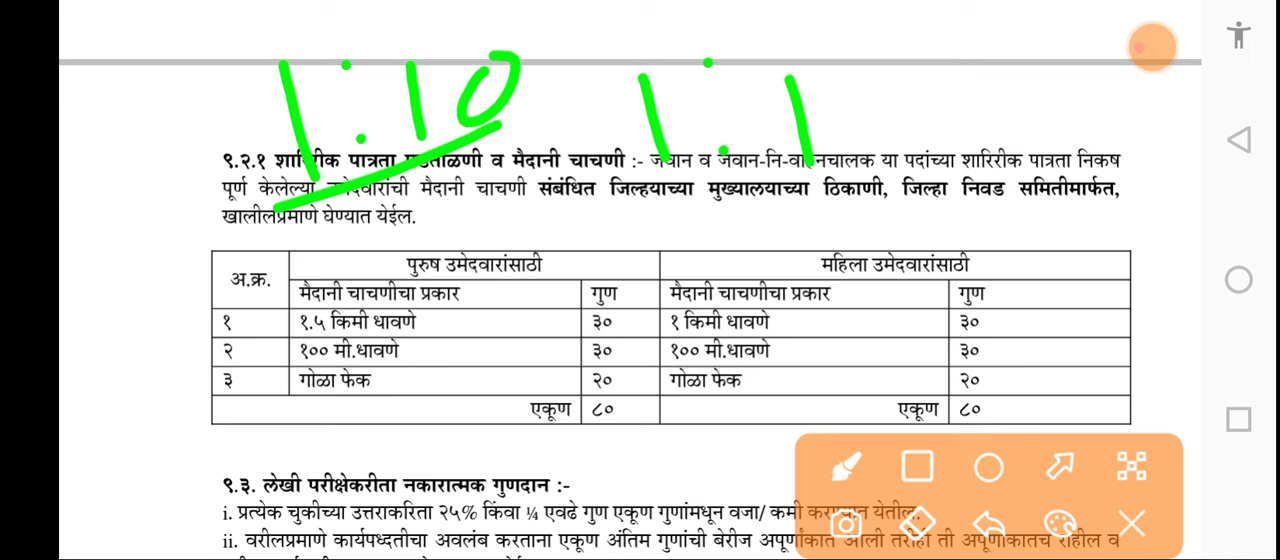 1:10 1:1
९.२.१ शारिरीक पात्रता पडताळणी व मैदानी चाचणी :- जवान व जवान-नि-वाहनचालक या पदांच्या शारिरीक पात्रता निकष
पूर्ण केलेल्या उमेदवारांची मैदानी चाचणी संबंधित जिल्हयाच्या मुख्यालयाच्या ठिकाणी, जिल्हा निवड समितीमार्फत,
खालीलप्रमाणे घेण्यात येईल.
अ.क्र. पुरुष उमेदवारांसाठी महिला उमेदवारांसाठी
मैदानी चाचणीचा प्रकार गुण मैदानी चाचणीचा प्रकार गुण
१ १.५ किमी धावणे ३० १ किमी धावणे ३०
२ १०० मी.धावणे ३० १०० मी.धावणे ३०
३ गोळा फेक २० गोळा फेक २०
एकूण ८० एकूण ८०
९.३. लेखी परीक्षेकरीता नकारात्मक गुणदान :-
i. प्रत्येक चुकीच्या उत्तराकरिता २५% किंवा ¼ एवढे गुण एकूण गुणांमधून वजा/ कमी करण्यात येतील.
ii. वरीलप्रमाणे कार्यपध्दतीचा अवलंब करताना एकूण अंतिम गुणांची बेरीज अपूर्णांकात आली तरीही ती अपूर्णांकातच राहील व